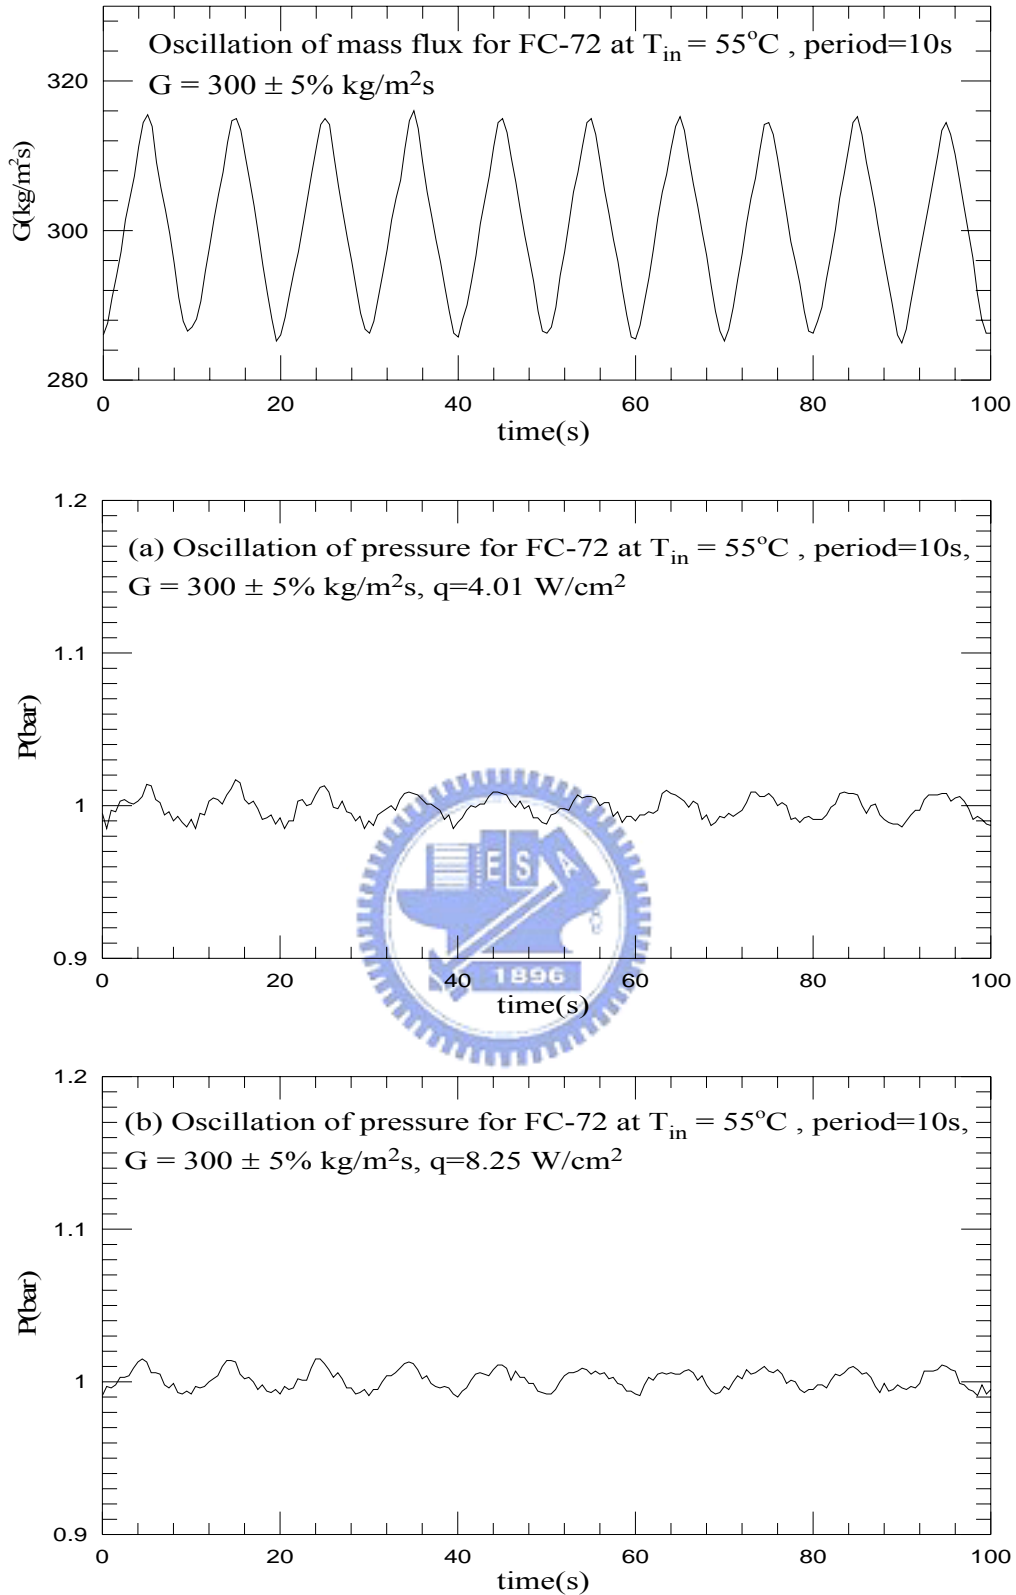 Oscillation of mass flux for FC-72 at Tin = 55°C , period=10s
G = 300 ± 5% kg/m²s
320
300
280
G(kg/m²s)
0 20 40 60 80 100
time(s)
1.2
(a) Oscillation of pressure for FC-72 at Tin = 55°C , period=10s,
G = 300 ± 5% kg/m²s, q=4.01 W/cm²
1.1
P(bar)
1
E S A
1896
0.9
0 20 40 60 80 100
time(s)
1.2
(b) Oscillation of pressure for FC-72 at Tin = 55°C , period=10s,
G = 300 ± 5% kg/m²s, q=8.25 W/cm²
1.1
P(bar)
1
0.9
0 20 40 60 80 100
time(s)